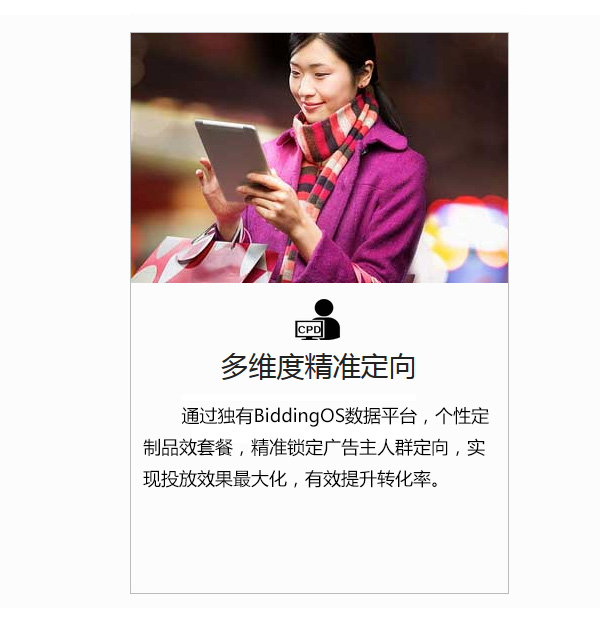 CPD
多维度精准定向
通过独有BiddingOS数据平台，个性定
制品效套餐，精准锁定广告主人群定向，实
现投放效果最大化，有效提升转化率。